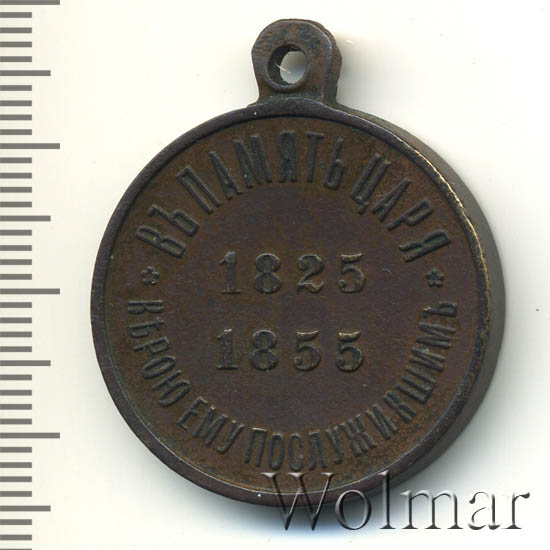 ВЪ ПАМЯТЬ ЦАРЯ
1825
1855
* ВѢРОЮ ЕМУ ПОСЛУЖИВШИМЪ *
Wolmar